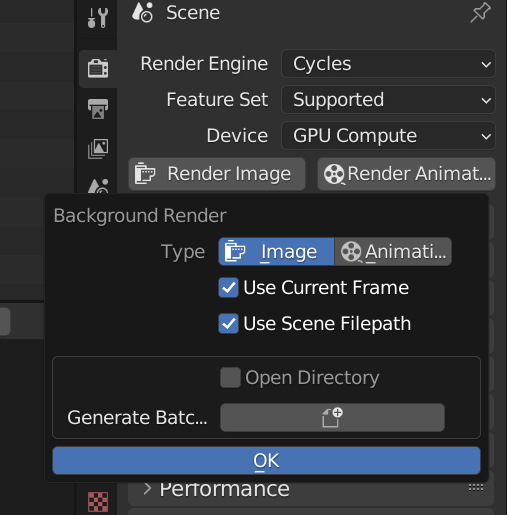 Scene
Render Engine Cycles
Feature Set Supported
Device GPU Compute
Render Image Render Animat...
Background Render
Type Image Animati...
Use Current Frame
Use Scene Filepath
Open Directory
Generate Batc...
OK
Performance